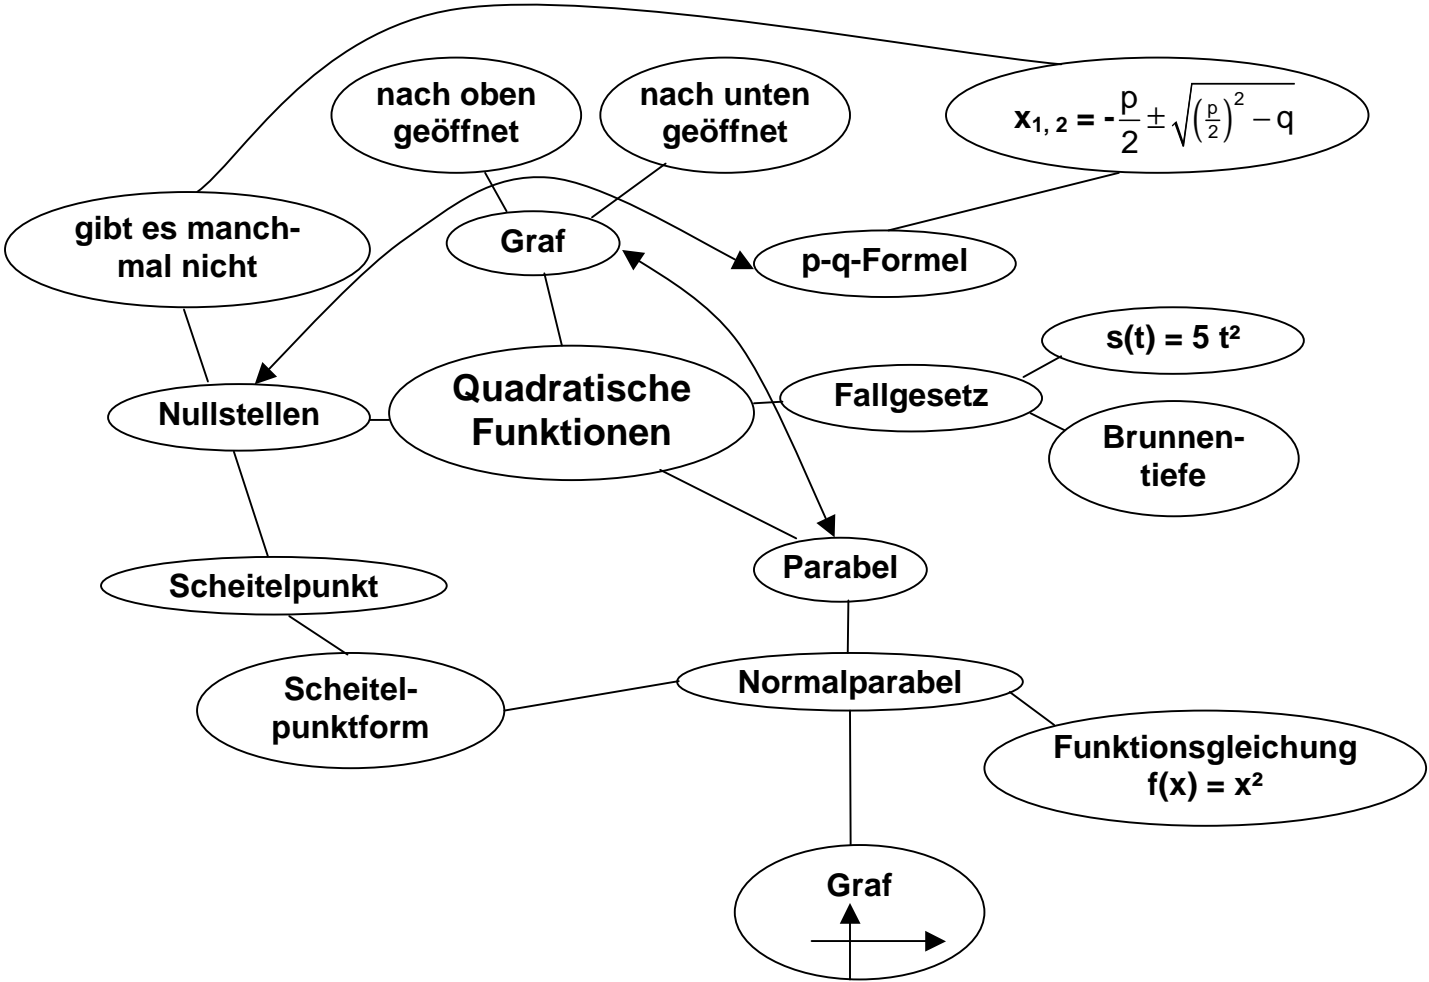 nach oben
geöffnet
nach unten
geöffnet
x₁, ₂ = -p/2 ± √((p/2)² − q)
gibt es manch-
mal nicht
Graf
p-q-Formel
s(t) = 5 t²
Quadratische
Funktionen
Fallgesetz
Nullstellen
Brunnen-
tiefe
Parabel
Scheitelpunkt
Scheitel-
punktform
Normalparabel
Funktionsgleichung
f(x) = x²
Graf